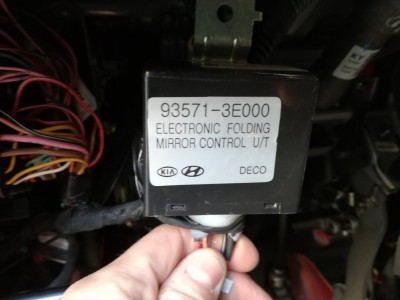 93571-3E000
ELECTRONIC FOLDING
MIRROR CONTROL U/T
KIA DECO